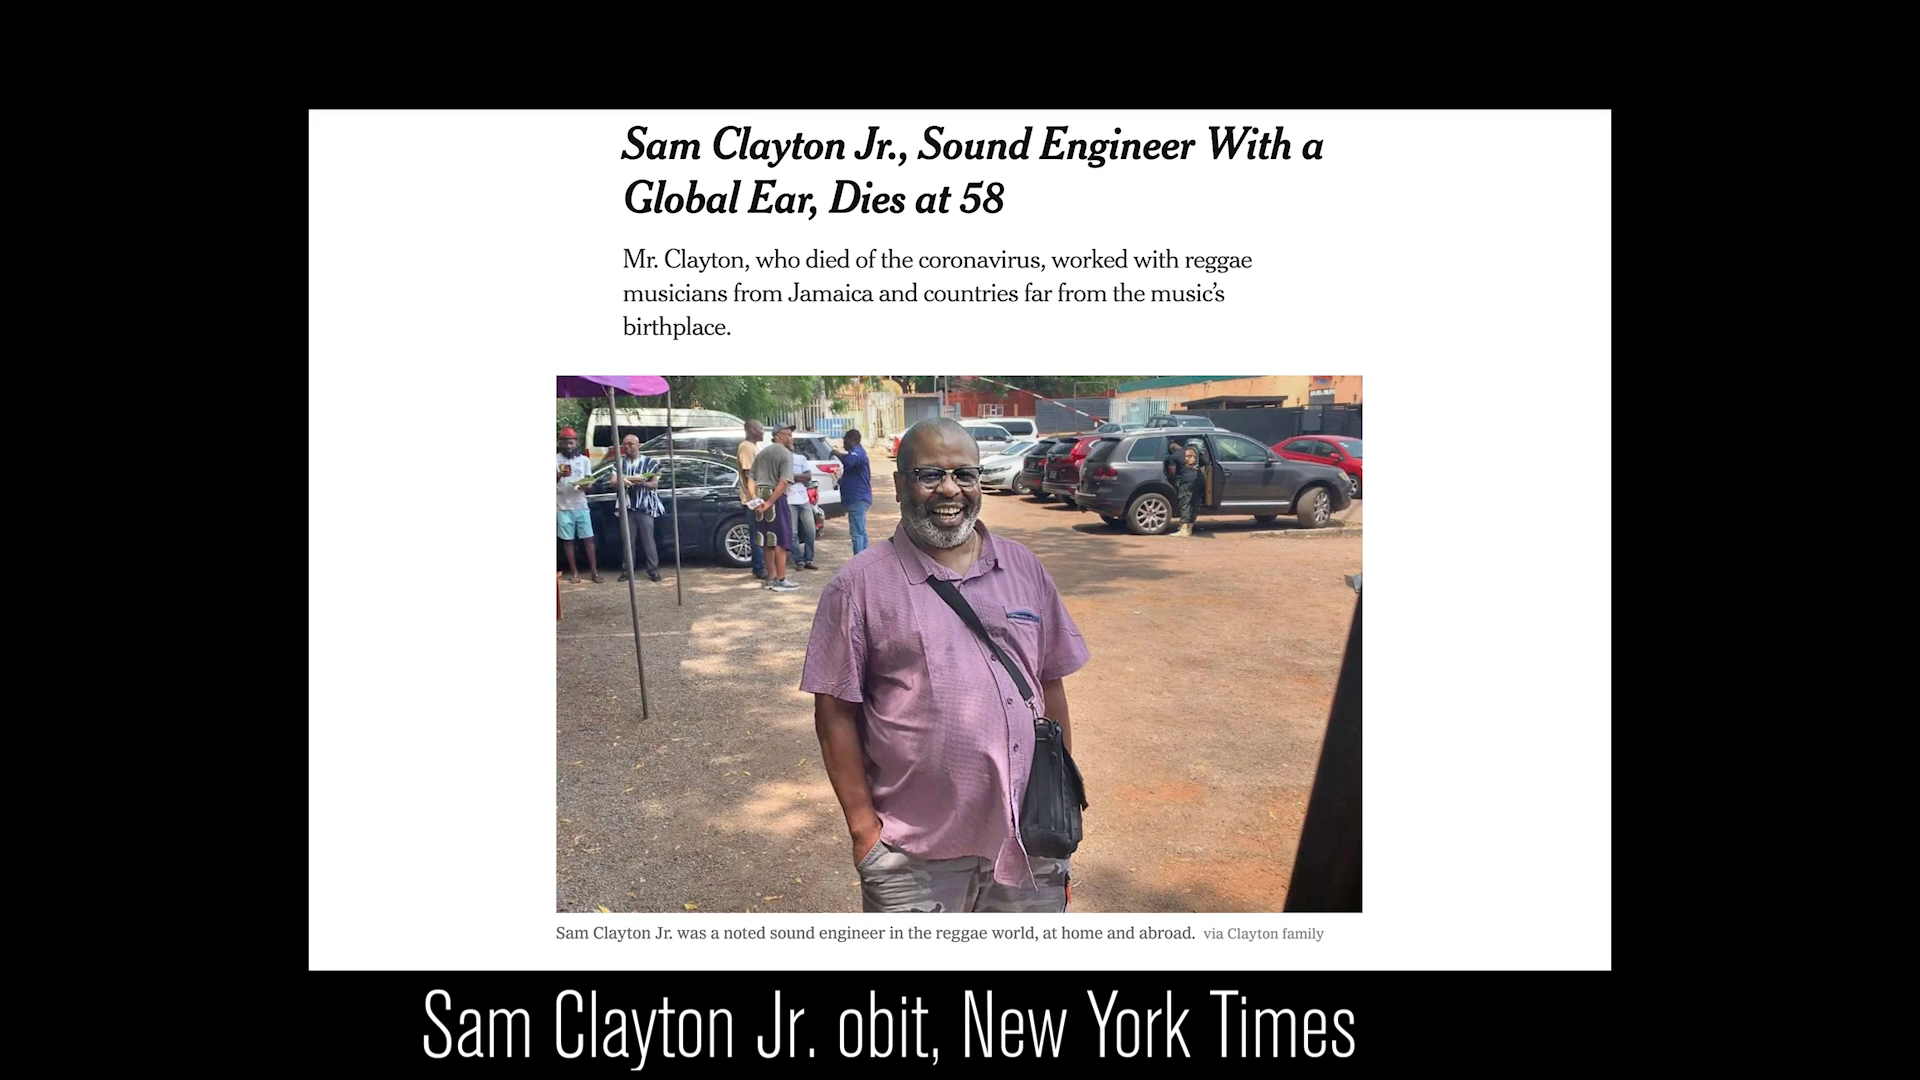 Sam Clayton Jr., Sound Engineer With a
Global Ear, Dies at 58
Mr. Clayton, who died of the coronavirus, worked with reggae
musicians from Jamaica and countries far from the music’s
birthplace.
Sam Clayton Jr. was a noted sound engineer in the reggae world, at home and abroad. via Clayton family
Sam Clayton Jr. obit, New York Times